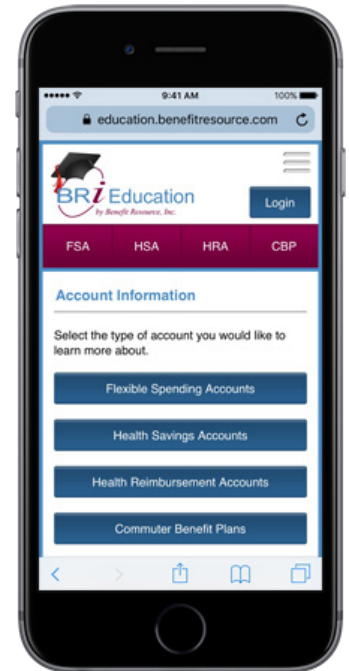 9:41 AM
100%
education.benefitresource.com
BRi Education
by Benefit Resource, Inc.
Login
FSA HSA HRA CBP
Account Information
Select the type of account you would like to
learn more about.
Flexible Spending Accounts
Health Savings Accounts
Health Reimbursement Accounts
Commuter Benefit Plans